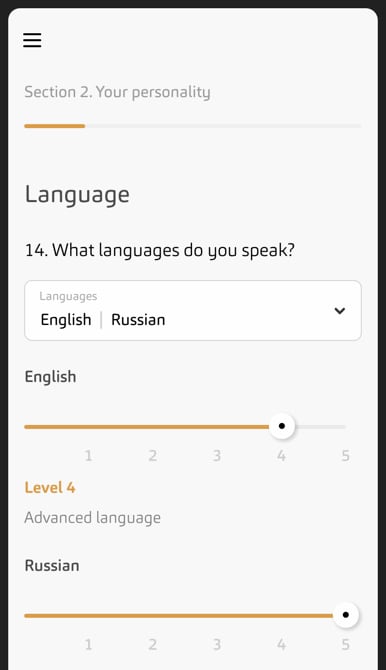 Section 2. Your personality
Language
14. What languages do you speak?
Languages
English | Russian
English
1 2 3 4 5
Level 4
Advanced language
Russian
1 2 3 4 5